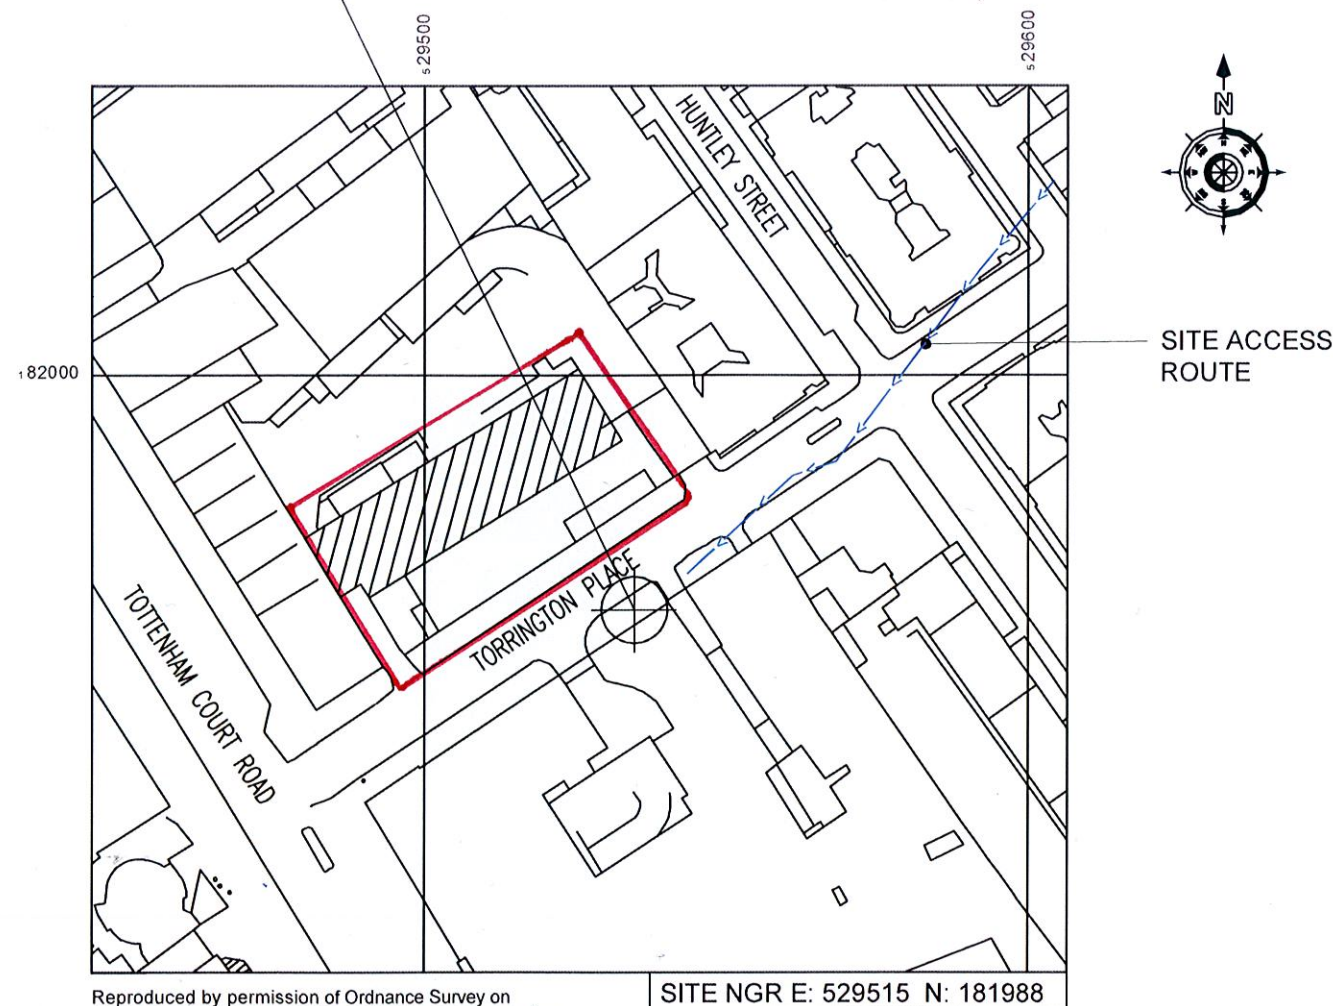 529500
529600
N
HUNTLEY STREET
SITE ACCESS
ROUTE
182000
TORRINGTON PLACE
TOTTENHAM COURT ROAD
Reproduced by permission of Ordnance Survey on
SITE NGR E: 529515 N: 181988